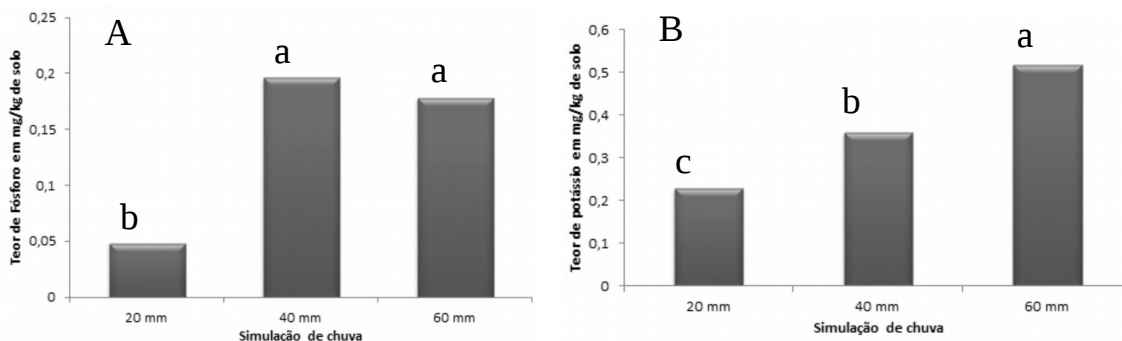 A
Teor de Fósforo em mg/kg de solo
0,25
0,2
0,15
0,1
0,05
0
b
a
a
20 mm
40 mm
60 mm
Simulação de chuva
B
Teor de potássio em mg/kg de solo
0,6
0,5
0,4
0,3
0,2
0,1
0
c
b
a
20 mm
40 mm
60 mm
Simulação de chuva